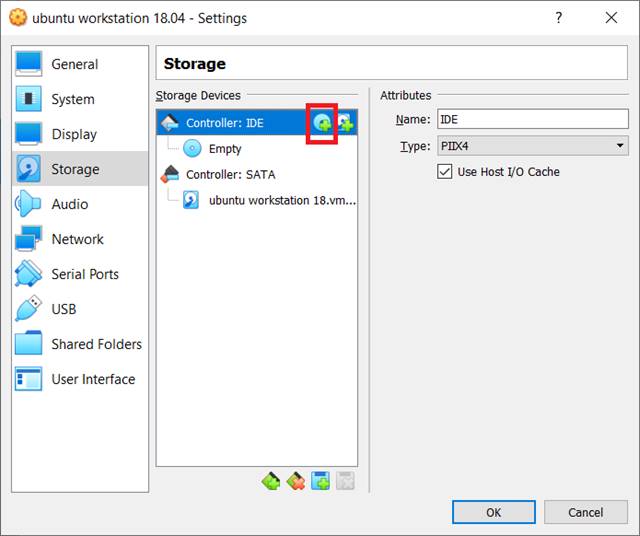 ubuntu workstation 18.04 - Settings
?
General
System
Display
Storage
Audio
Network
Serial Ports
USB
Shared Folders
User Interface
Storage
Storage Devices
Controller: IDE
Empty
Controller: SATA
ubuntu workstation 18.vm...
Attributes
Name: IDE
Type: PIIX4
Use Host I/O Cache
OK
Cancel